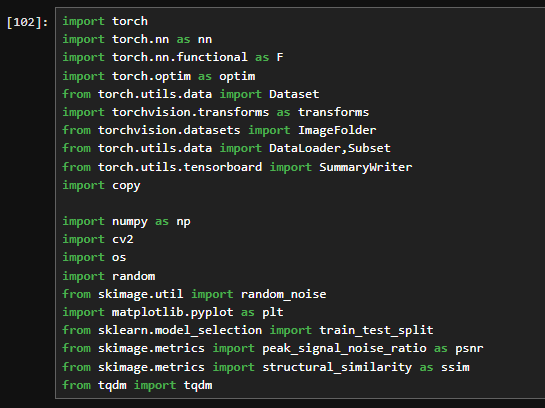 [102]: import torch
import torch.nn as nn
import torch.nn.functional as F
import torch.optim as optim
from torch.utils.data import Dataset
import torchvision.transforms as transforms
from torchvision.datasets import ImageFolder
from torch.utils.data import DataLoader,Subset
from torch.utils.tensorboard import SummaryWriter
import copy
import numpy as np
import cv2
import os
import random
from skimage.util import random_noise
import matplotlib.pyplot as plt
from sklearn.model_selection import train_test_split
from skimage.metrics import peak_signal_noise_ratio as psnr
from skimage.metrics import structural_similarity as ssim
from tqdm import tqdm